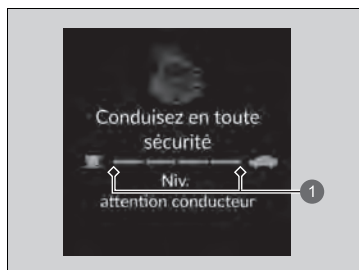 Conduisez en toute
sécurité
Niv.
attention conducteur
1